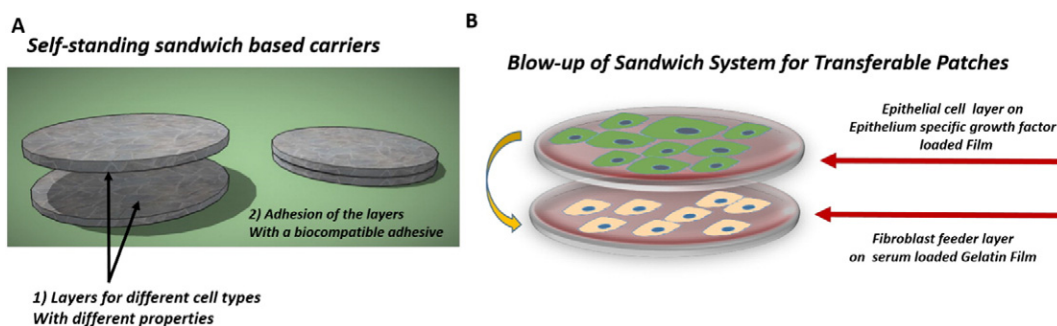 A
Self-standing sandwich based carriers
2) Adhesion of the layers
With a biocompatible adhesive
1) Layers for different cell types
With different properties
B
Blow-up of Sandwich System for Transferable Patches
Epithelial cell layer on
Epithelium specific growth factor
loaded Film
Fibroblast feeder layer
on serum loaded Gelatin Film